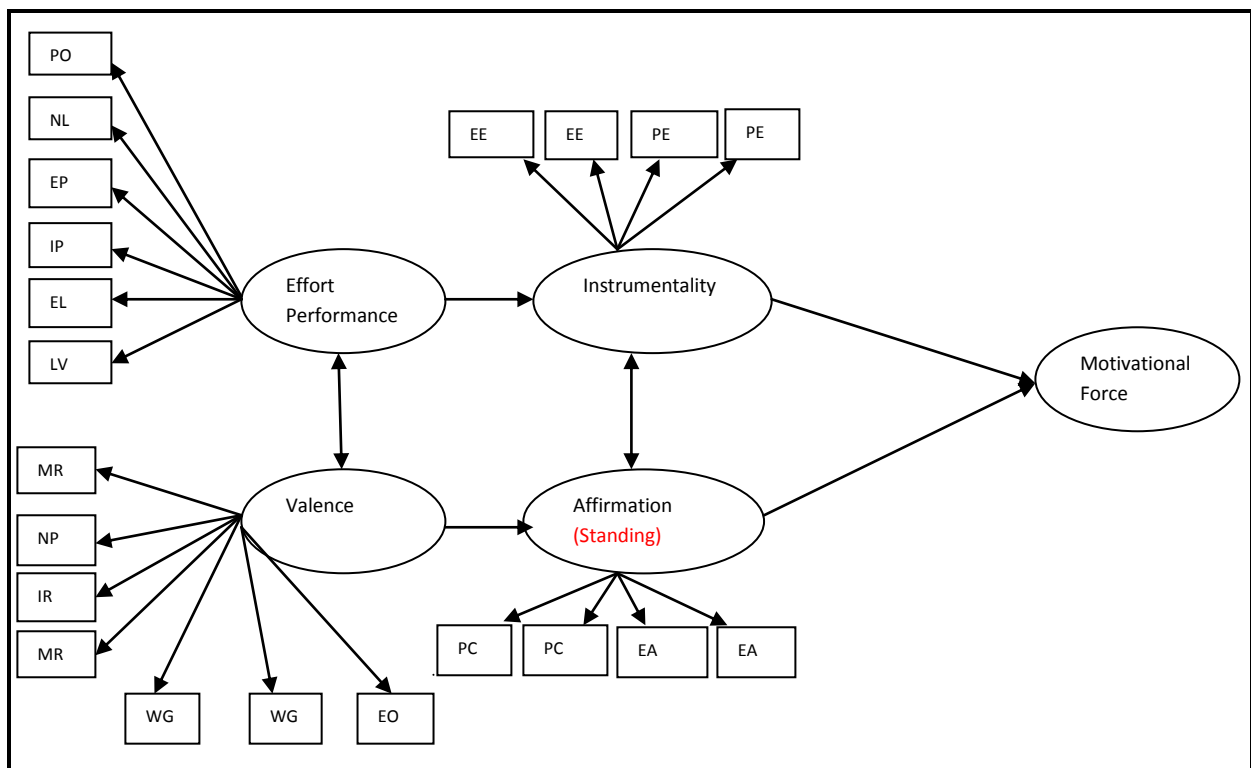 PO
NL
EP
IP
EL
LV
EE
EE
PE
PE
Effort
Performance
Instrumentality
Motivational
Force
MR
NP
IR
MR
WG
WG
EO
Valence
Affirmation
(Standing)
PC
PC
EA
EA